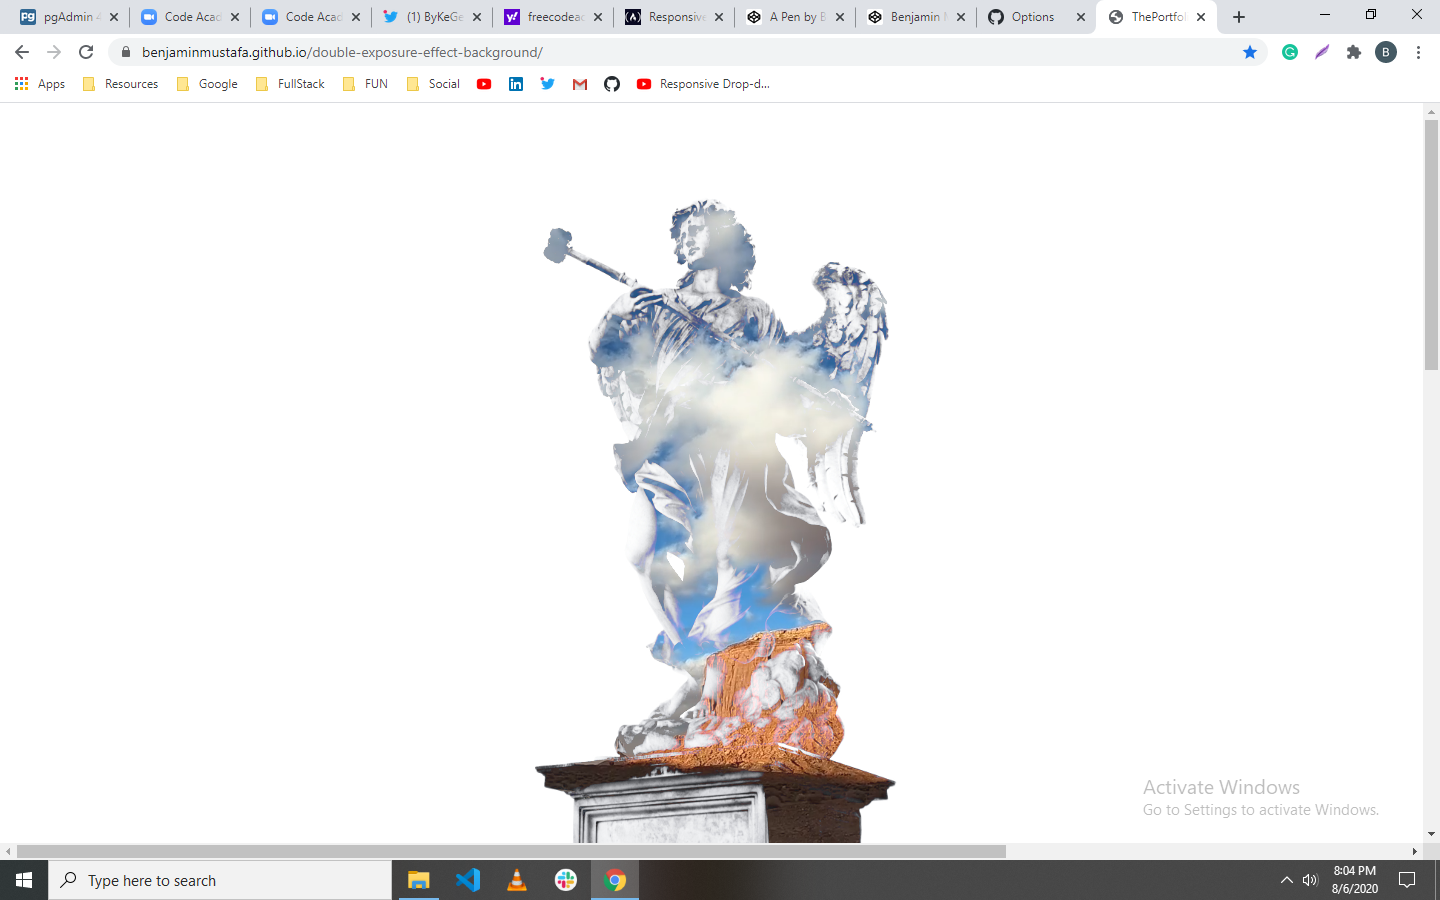 pgAdmin 4
Code Acad
Code Acad
(1) ByKeGe
freecodeac
Responsive
A Pen by B
Benjamin M
Options
ThePortfol
benjaminmustafa.github.io/double-exposure-effect-background/
B
Apps
Resources
Google
FullStack
FUN
Social
Responsive Drop-d...
Activate Windows
Go to Settings to activate Windows.
Type here to search
8:04 PM
8/6/2020